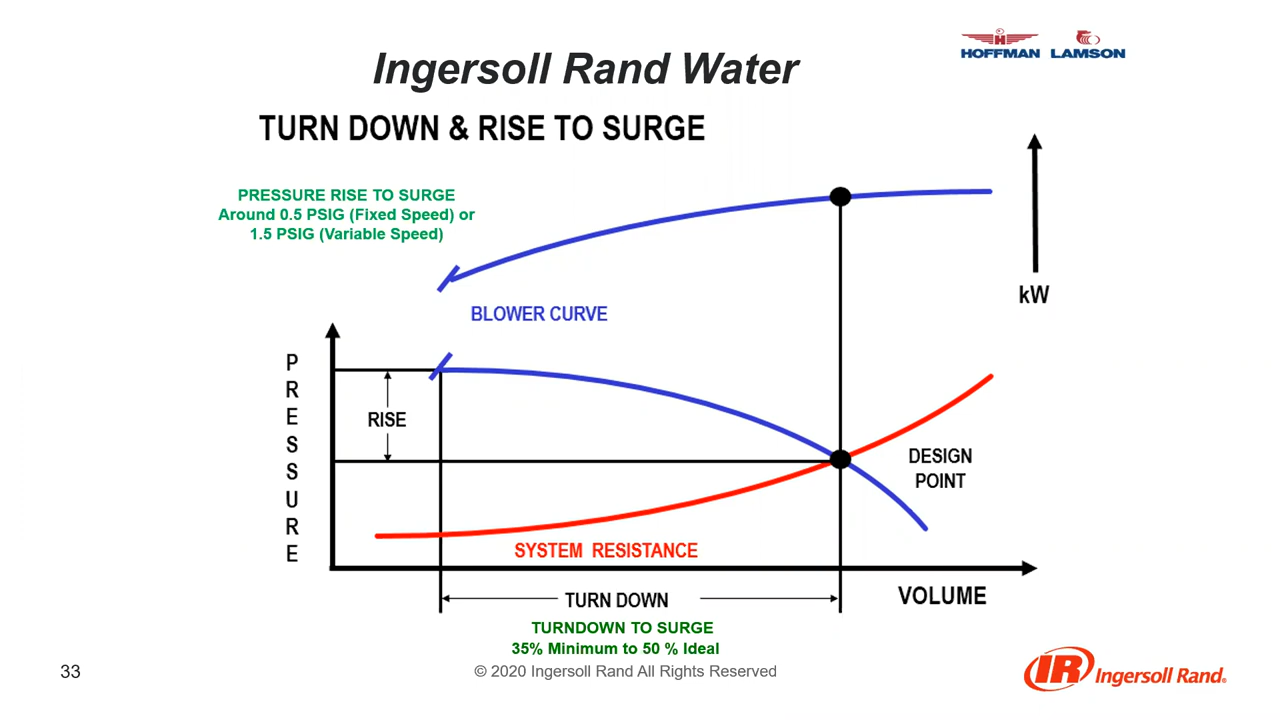 HOFFMAN LAMSON
Ingersoll Rand Water
TURN DOWN & RISE TO SURGE
PRESSURE RISE TO SURGE
Around 0.5 PSIG (Fixed Speed) or
1.5 PSIG (Variable Speed)
kW
BLOWER CURVE
PRESSURE
RISE
DESIGN
POINT
SYSTEM RESISTANCE
VOLUME
TURN DOWN
TURNDOWN TO SURGE
35% Minimum to 50 % Ideal
33
© 2020 Ingersoll Rand All Rights Reserved
IR Ingersoll Rand®